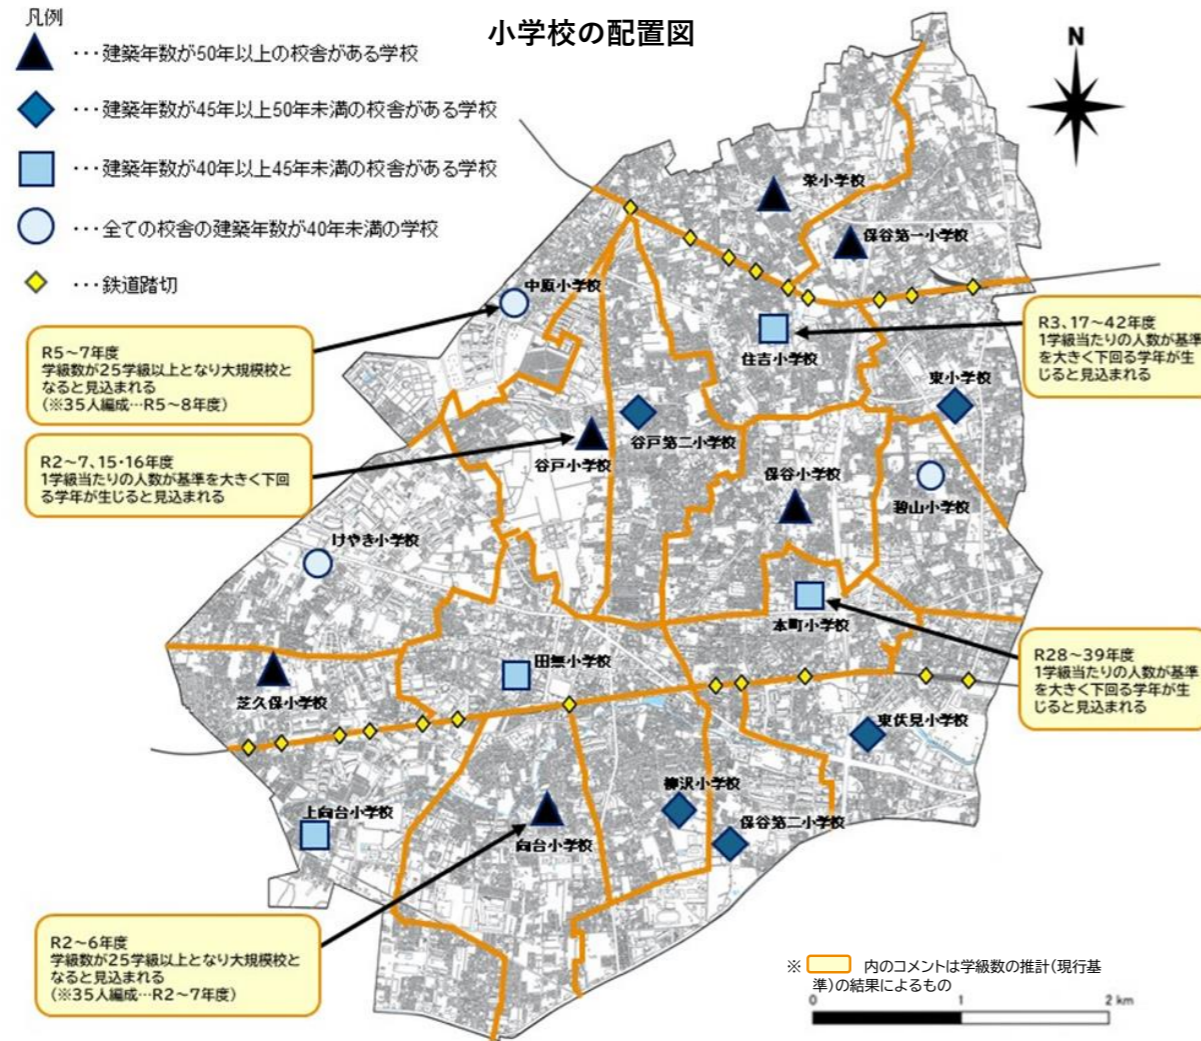 凡例
小学校の配置図
・・・建築年数が50年以上の校舎がある学校
・・・建築年数が45年以上50年未満の校舎がある学校
・・・建築年数が40年以上45年未満の校舎がある学校
・・・全ての校舎の建築年数が40年未満の学校
・・・鉄道踏切
N
栄小学校
保谷第一小学校
中原小学校
住吉小学校
R3、17～42年度
1学級当たりの人数が基準
を大きく下回る学年が生
じると見込まれる
R5～7年度
学級数が25学級以上となり大規模校と
なると見込まれる
(※35人編成…R5～8年度)
東小学校
谷戸第二小学校
谷戸小学校
R2～7、15・16年度
1学級当たりの人数が基準を大きく下回
る学年が生じると見込まれる
保谷小学校
碧山小学校
けやき小学校
本町小学校
R28～39年度
1学級当たりの人数が基準
を大きく下回る学年が生
じると見込まれる
田無小学校
芝久保小学校
東伏見小学校
柳沢小学校
上向台小学校
保谷第二小学校
向台小学校
R2～6年度
学級数が25学級以上となり大規模校と
なると見込まれる
(※35人編成…R2～7年度)
※ 内のコメントは学級数の推計(現行基
準)の結果によるもの
0 1 2 km